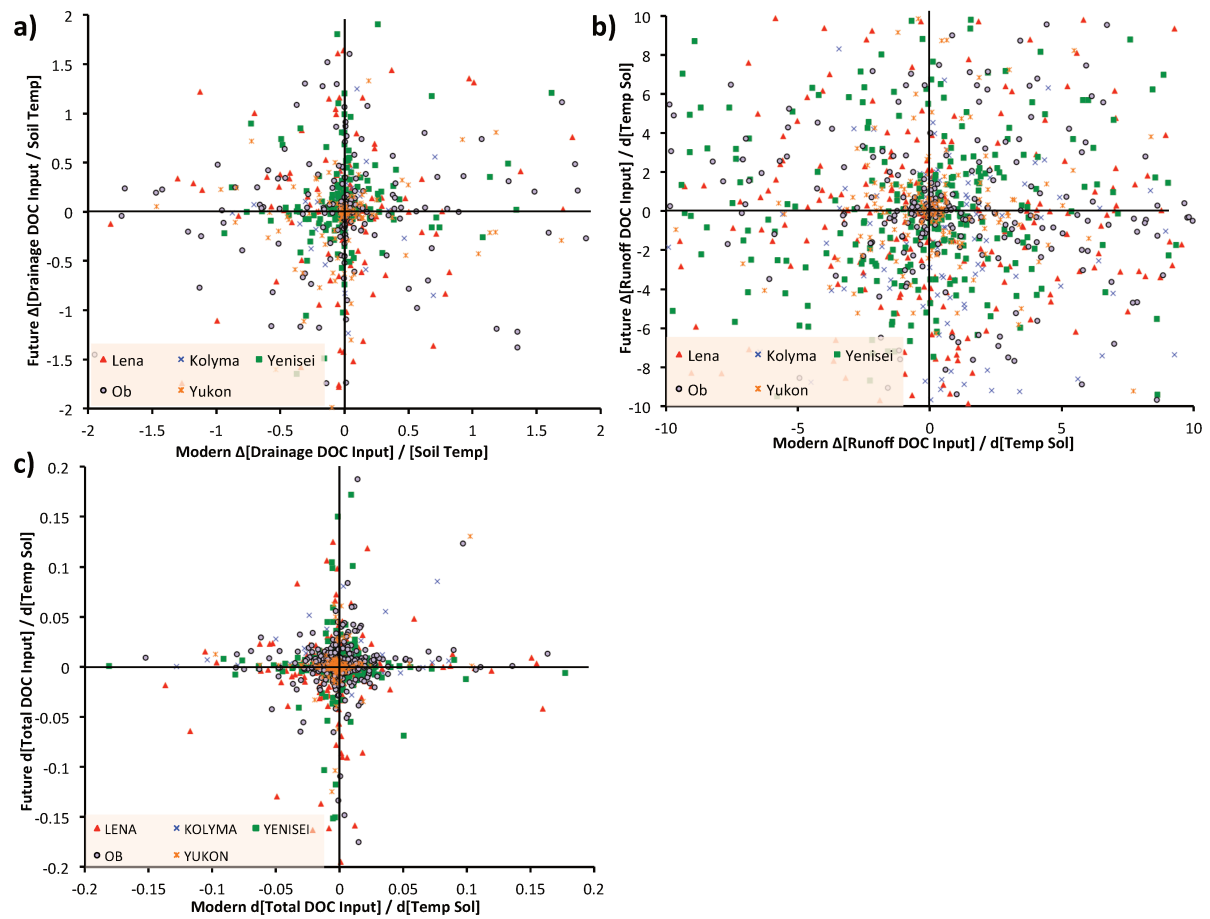 a)
Future Δ[Drainage DOC Input / Soil Temp]
2
1.5
1
0.5
0
-0.5
-1
-1.5
-2
Lena Kolyma Yenisei
Ob Yukon
-2 -1.5 -1 -0.5 0 0.5 1 1.5 2
Modern Δ[Drainage DOC Input] / [Soil Temp]
b)
Future Δ[Runoff DOC Input] / d[Temp Sol]
10
8
6
4
2
0
-2
-4
-6
-8
-10
Lena Kolyma Yenisei
Ob Yukon
-10 -5 0 5 10
Modern Δ[Runoff DOC Input] / d[Temp Sol]
c)
Future d[Total DOC Input] / d[Temp Sol]
0.2
0.15
0.1
0.05
0
-0.05
-0.1
-0.15
-0.2
LENA KOLYMA YENISEI
OB YUKON
-0.2 -0.15 -0.1 -0.05 0 0.05 0.1 0.15 0.2
Modern d[Total DOC Input] / d[Temp Sol]